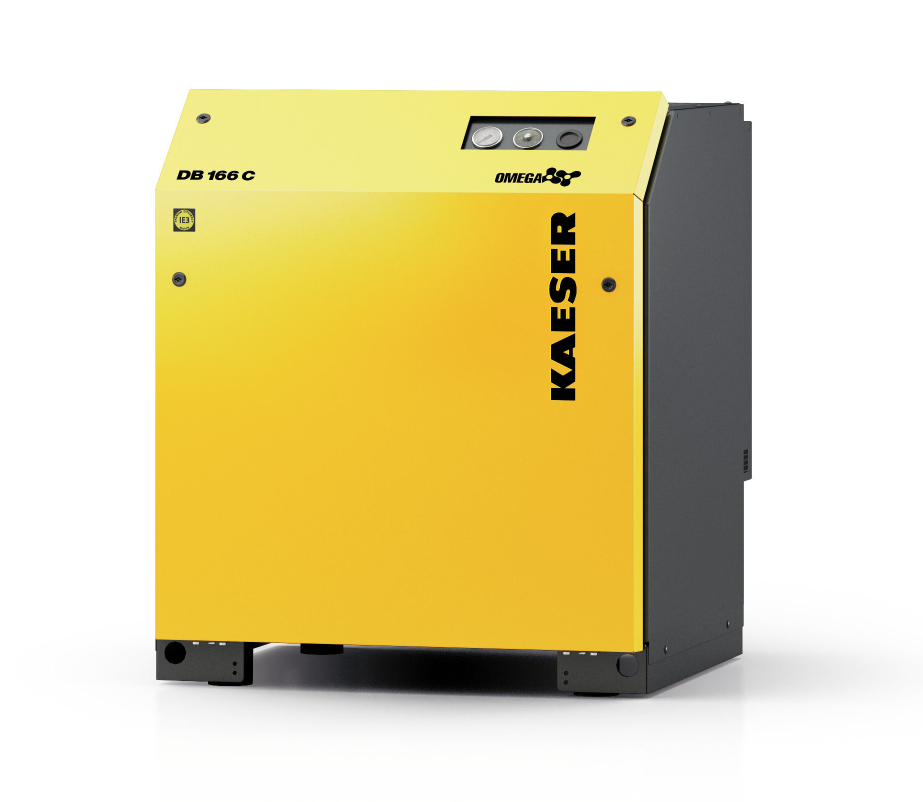 DB 166 C
OMEGA
IE3
KAESER